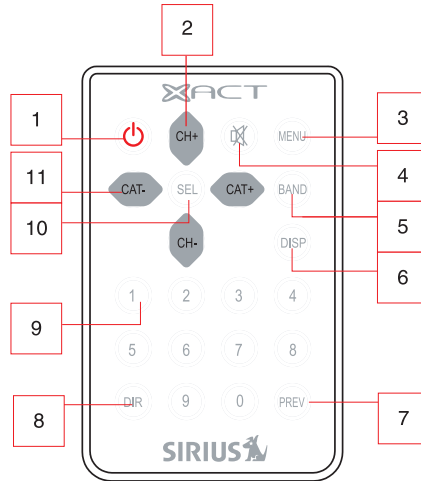 2
XACT
1
CH+
MENU
3
4
11
CAT-
SEL
CAT+
BAND
10
5
CH-
DISP
6
1
2
3
4
9
5
6
7
8
DIR
9
0
PREV
8
7
SIRIUS